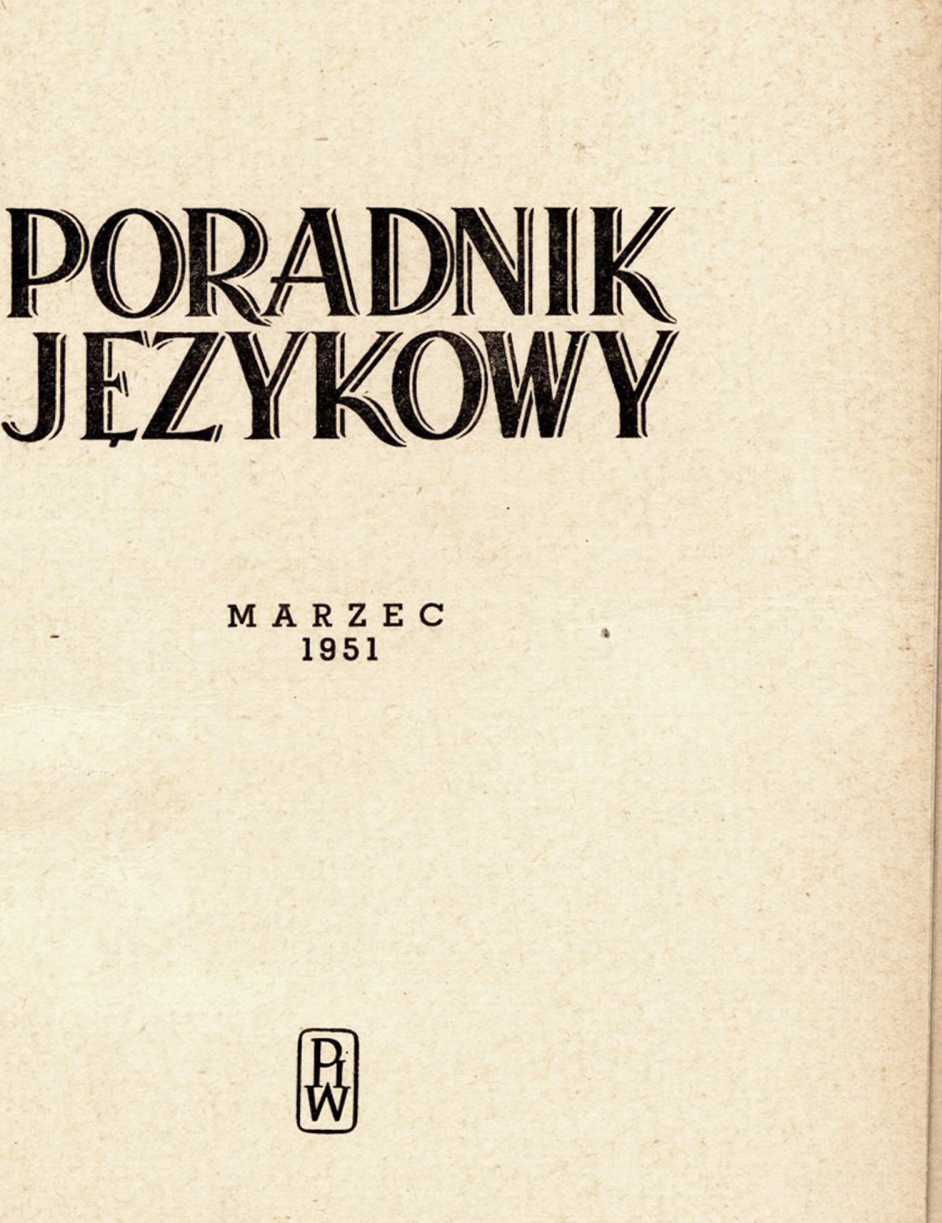 PORADNIK
JĘZYKOWY
MARZEC
1951
PIW